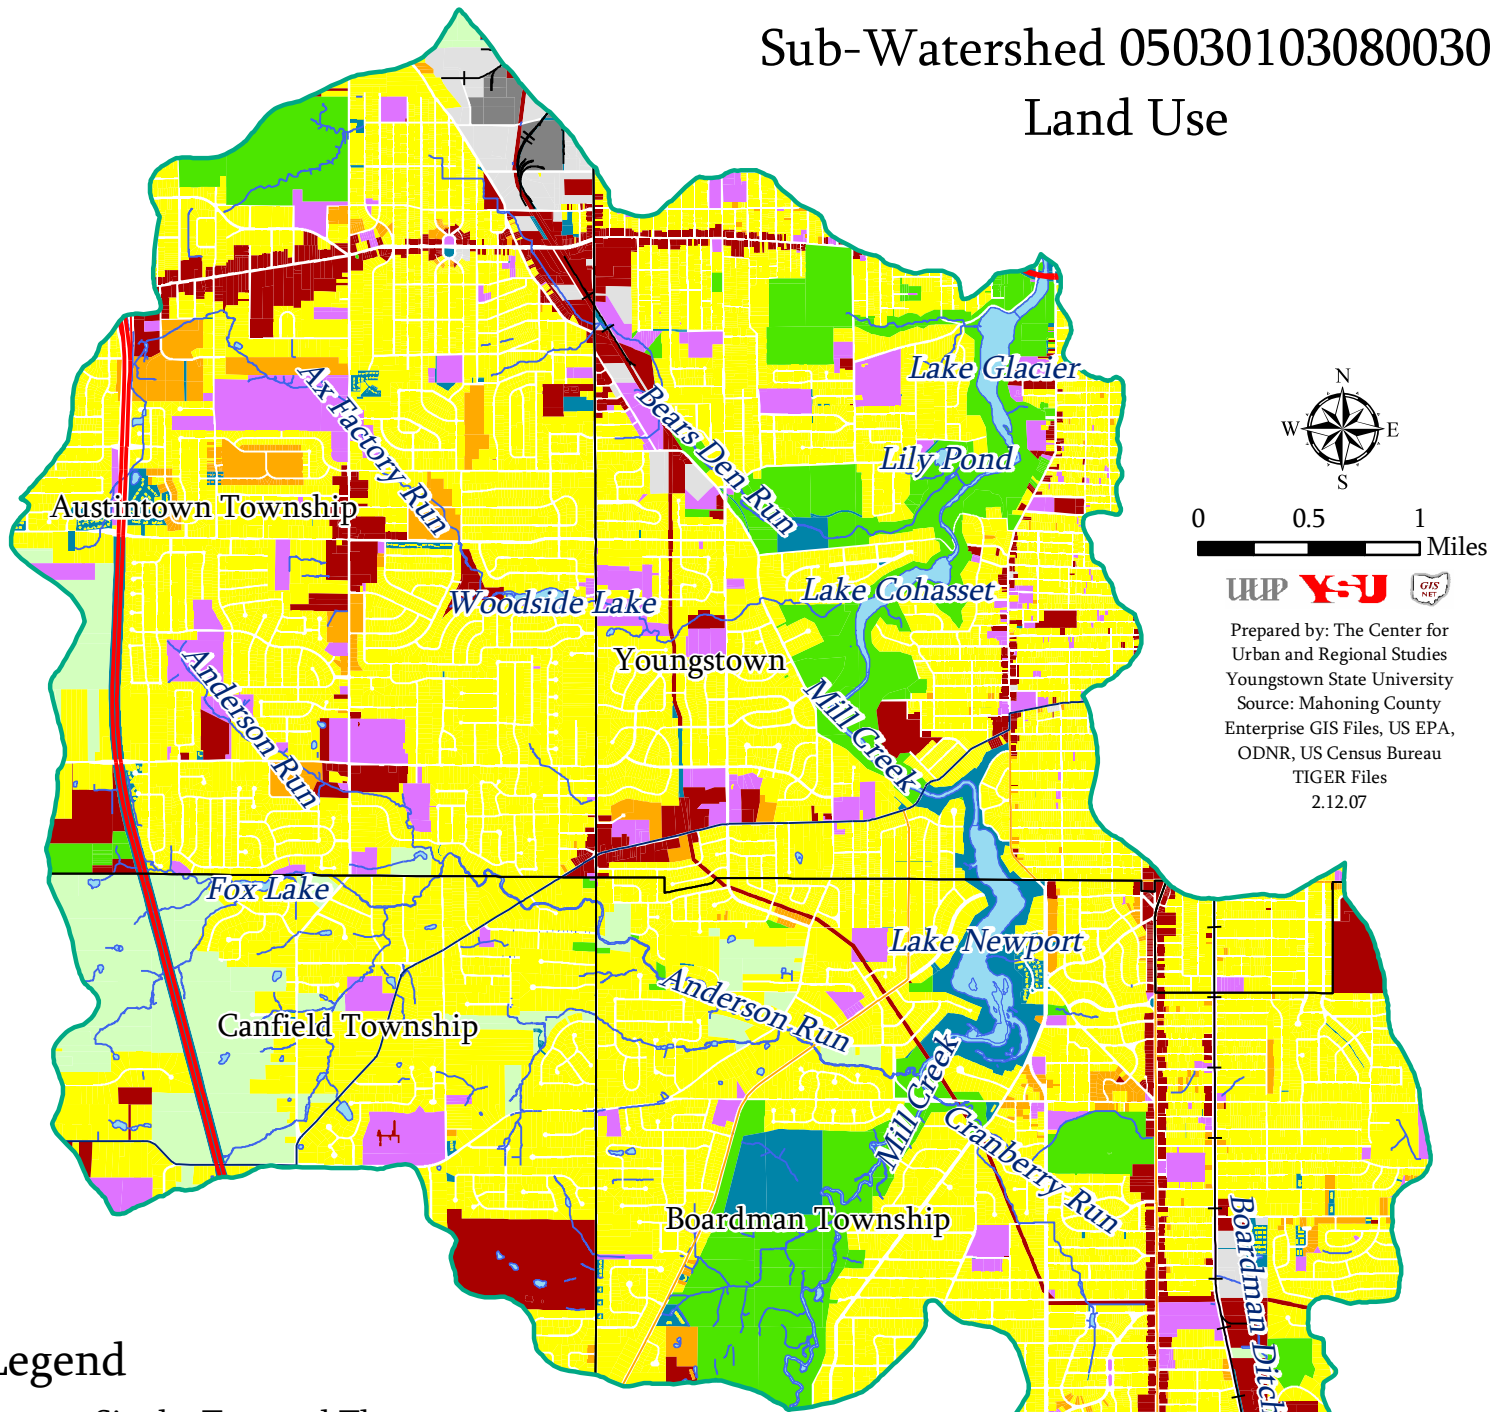 Sub-Watershed 05030103080030
Land Use
N
W E
S
0 0.5 1
Miles
UUP YSU GIS NET
Prepared by: The Center for
Urban and Regional Studies
Youngstown State University
Source: Mahoning County
Enterprise GIS Files, US EPA,
ODNR, US Census Bureau
TIGER Files
2.12.07
Lake Glacier
Ax Factory Run
Bears Den Run
Lily Pond
Austintown Township
Lake Cohasset
Woodside Lake
Youngstown
Anderson Run
Mill Creek
Fox Lake
Lake Newport
Anderson Run
Canfield Township
Mill Creek
Cranberry Run
Boardman Township
Boardman Ditch
Legend